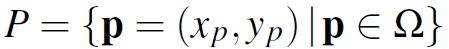 P = {p = (x_p, y_p) | p ∈ Ω}